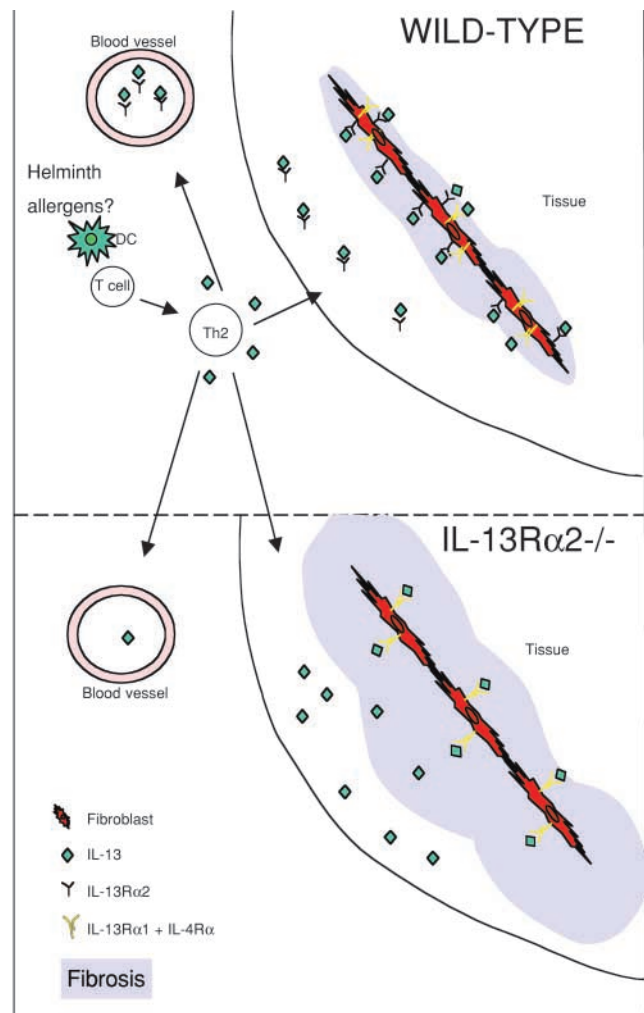 Blood vessel
WILD-TYPE
Helminth
allergens?
DC
T cell
Th2
Tissue
IL-13Rα2-/-
Tissue
Blood vessel
Fibroblast
IL-13
IL-13Rα2
IL-13Rα1 + IL-4Rα
Fibrosis